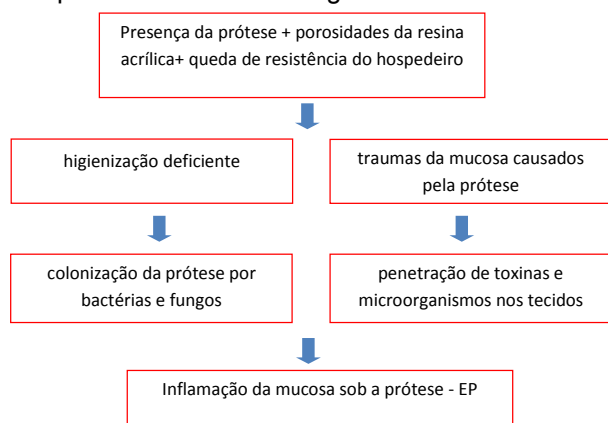 Presença da prótese + porosidades da resina
acrílica+ queda de resistência do hospedeiro
higienização deficiente
traumas da mucosa causados
pela prótese
colonização da prótese por
bactérias e fungos
penetração de toxinas e
microorganismos nos tecidos
Inflamação da mucosa sob a prótese - EP